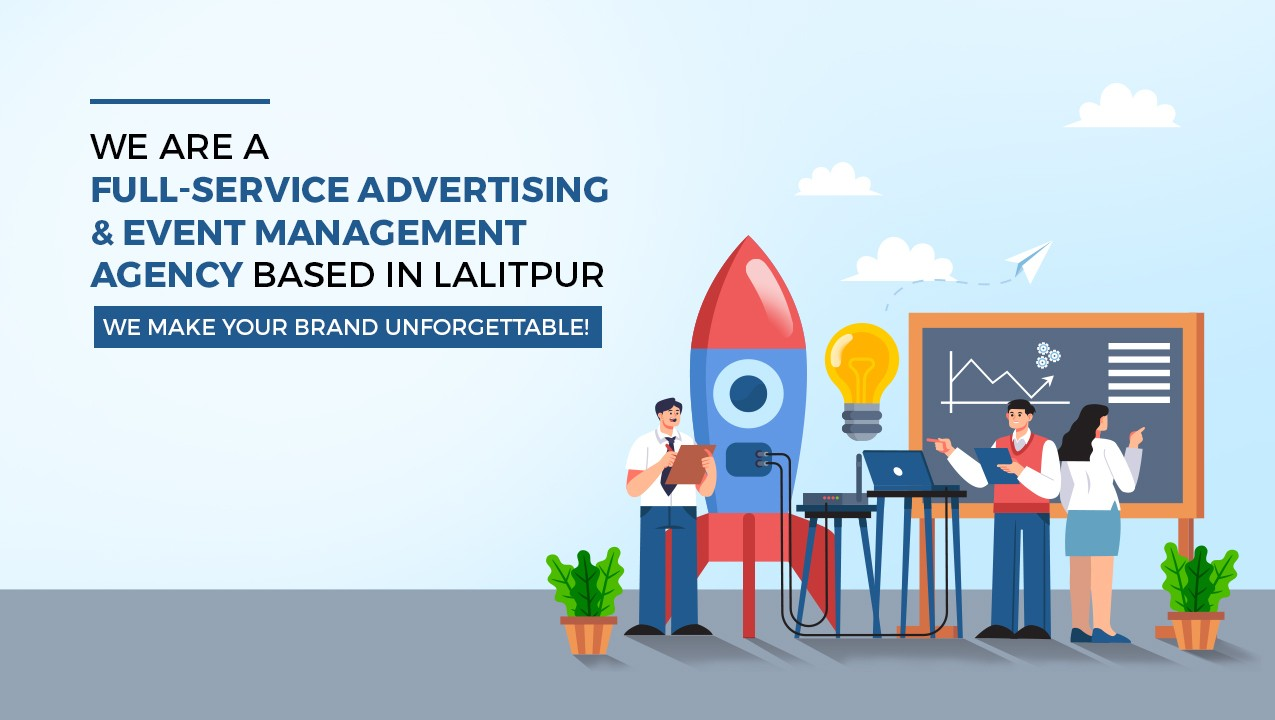 WE ARE A
FULL-SERVICE ADVERTISING
& EVENT MANAGEMENT
AGENCY BASED IN LALITPUR
WE MAKE YOUR BRAND UNFORGETTABLE!